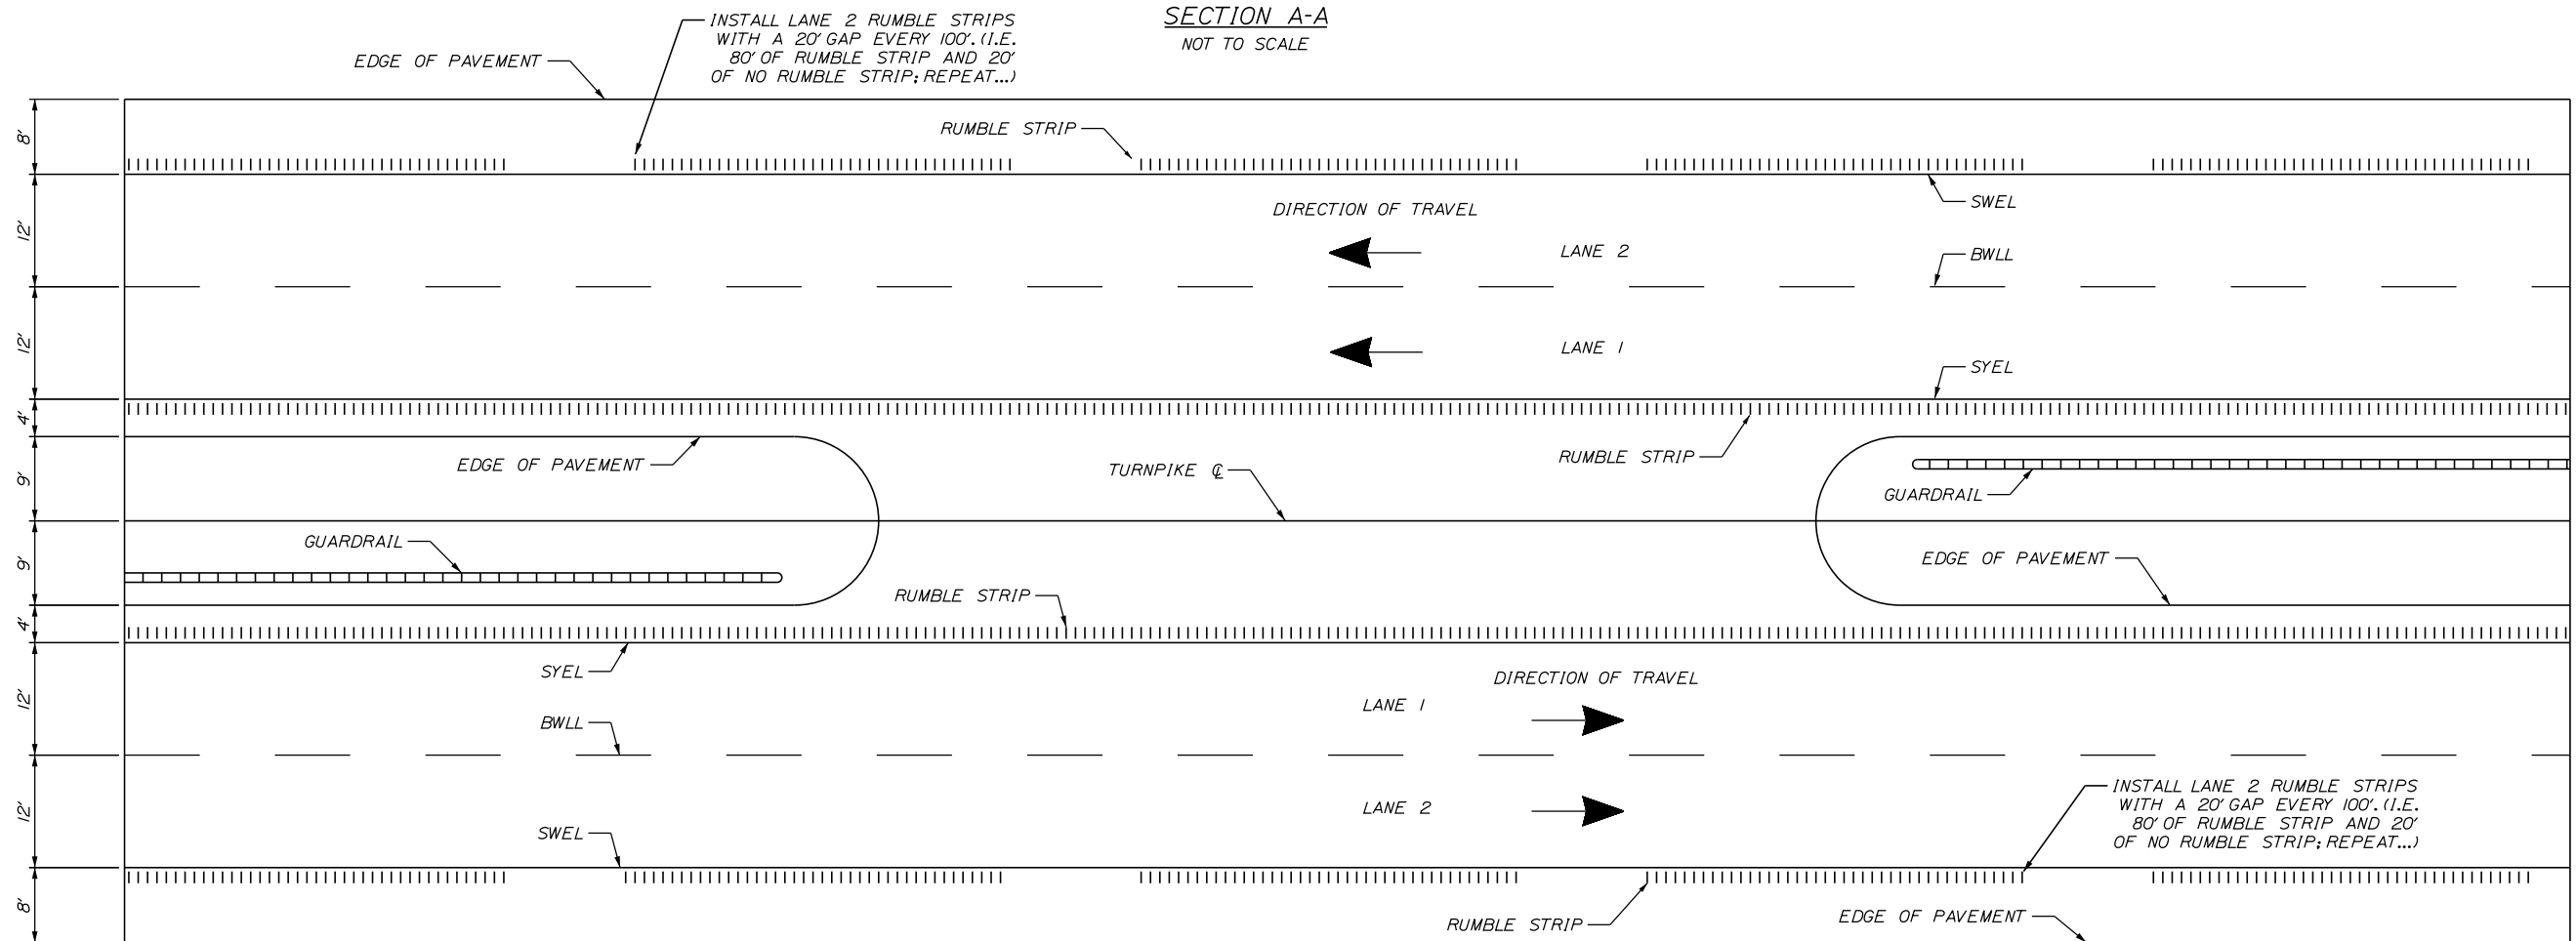 SECTION A-A
NOT TO SCALE
INSTALL LANE 2 RUMBLE STRIPS
WITH A 20' GAP EVERY 100'. (I.E.
80' OF RUMBLE STRIP AND 20'
OF NO RUMBLE STRIP; REPEAT...)
EDGE OF PAVEMENT
8'
RUMBLE STRIP
12'
SWEL
DIRECTION OF TRAVEL
LANE 2
BWLL
12'
LANE 1
SYEL
4'
9'
EDGE OF PAVEMENT
TURNPIKE ℄
RUMBLE STRIP
GUARDRAIL
9'
GUARDRAIL
EDGE OF PAVEMENT
4'
RUMBLE STRIP
12'
SYEL
DIRECTION OF TRAVEL
LANE 1
BWLL
12'
LANE 2
INSTALL LANE 2 RUMBLE STRIPS
WITH A 20' GAP EVERY 100'. (I.E.
80' OF RUMBLE STRIP AND 20'
OF NO RUMBLE STRIP; REPEAT...)
SWEL
8'
RUMBLE STRIP
EDGE OF PAVEMENT